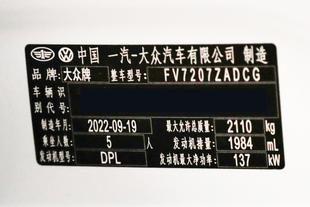 中国 一汽-大众汽车有限公司 制造
品牌: 大众牌 整车型号: FV7207ZADCG
车辆识
别代号:
制造年月: 2022-09-19 最大允许总质量: 2110 kg
乘坐人数: 5 人 发动机排量: 1984 mL
发动机型号: DPL 发动机最大净功率: 137 kW